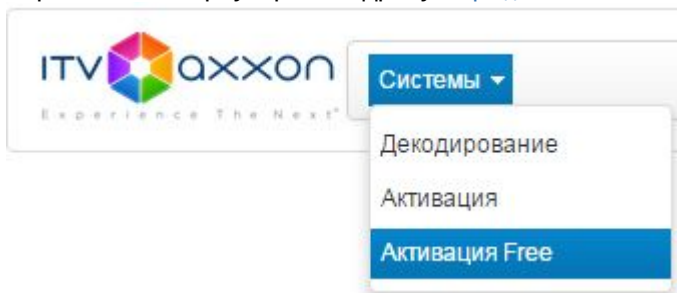 ITV axxon
Experience The Next
Системы
Декодирование
Активация
Активация Free